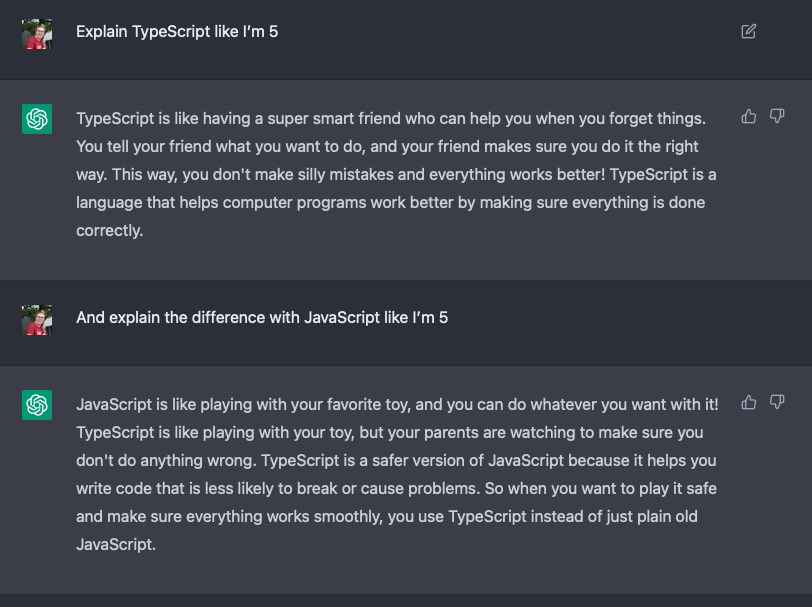 Explain TypeScript like I’m 5
TypeScript is like having a super smart friend who can help you when you forget things.
You tell your friend what you want to do, and your friend makes sure you do it the right
way. This way, you don't make silly mistakes and everything works better! TypeScript is a
language that helps computer programs work better by making sure everything is done
correctly.
And explain the difference with JavaScript like I’m 5
JavaScript is like playing with your favorite toy, and you can do whatever you want with it!
TypeScript is like playing with your toy, but your parents are watching to make sure you
don't do anything wrong. TypeScript is a safer version of JavaScript because it helps you
write code that is less likely to break or cause problems. So when you want to play it safe
and make sure everything works smoothly, you use TypeScript instead of just plain old
JavaScript.